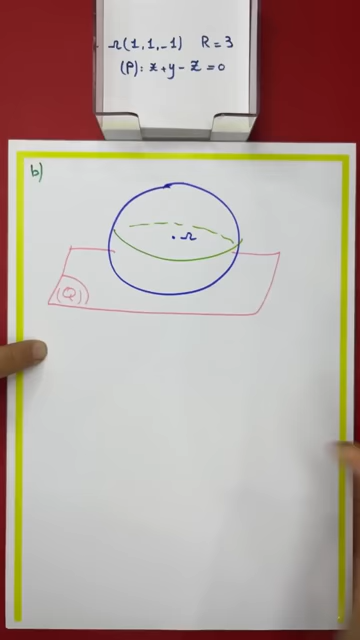 Ω(1,1,-1) R=3
(P): x+y-z=0
b)
Ω
(Q)